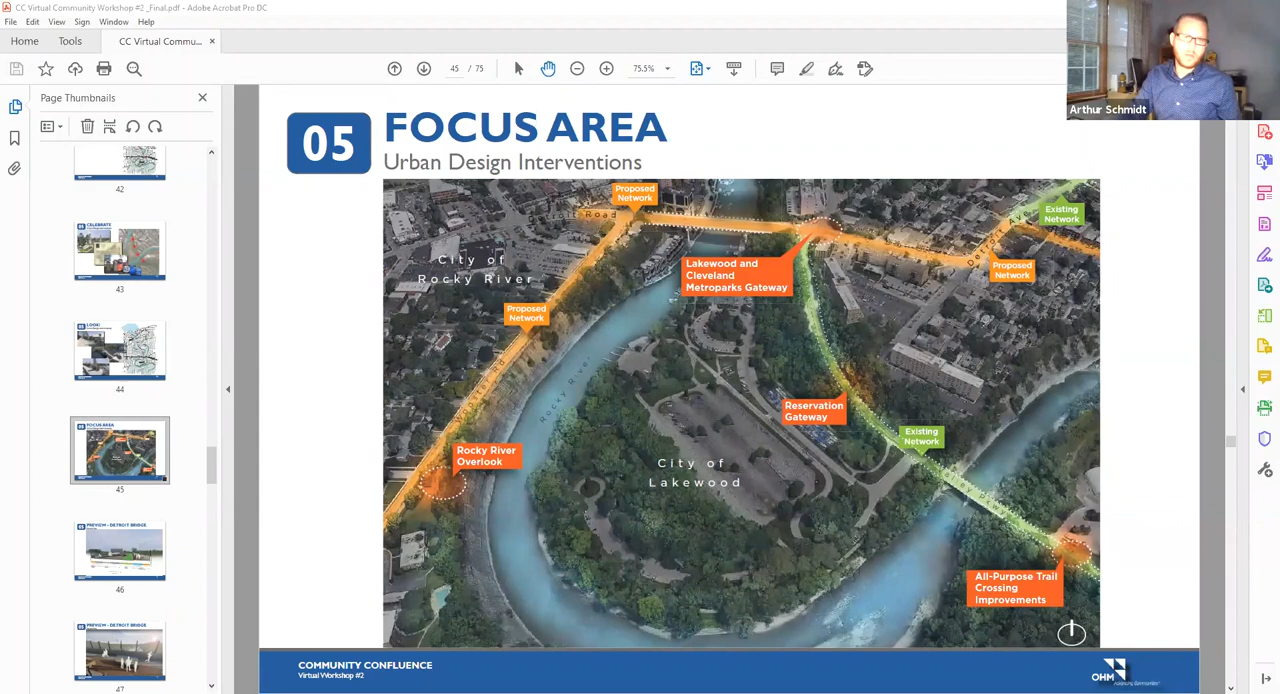 CC Virtual Community Workshop #2 _Final.pdf - Adobe Acrobat Pro DC
File Edit View Sign Window Help
Home Tools CC Virtual Commu... ×
45 / 75 75.5%
Page Thumbnails
42
43
44
45
46
47
Arthur Schmidt
05
FOCUS AREA
Urban Design Interventions
Proposed
Network
Detroit Road
City of
Rocky River
Lakewood and
Cleveland
Metroparks Gateway
Existing
Network
Proposed
Network
Proposed
Network
Rocky River
Reservation
Gateway
Existing
Network
Rocky River
Overlook
City of
Lakewood
All-Purpose Trail
Crossing
Improvements
COMMUNITY CONFLUENCE
Virtual Workshop #2
OHM